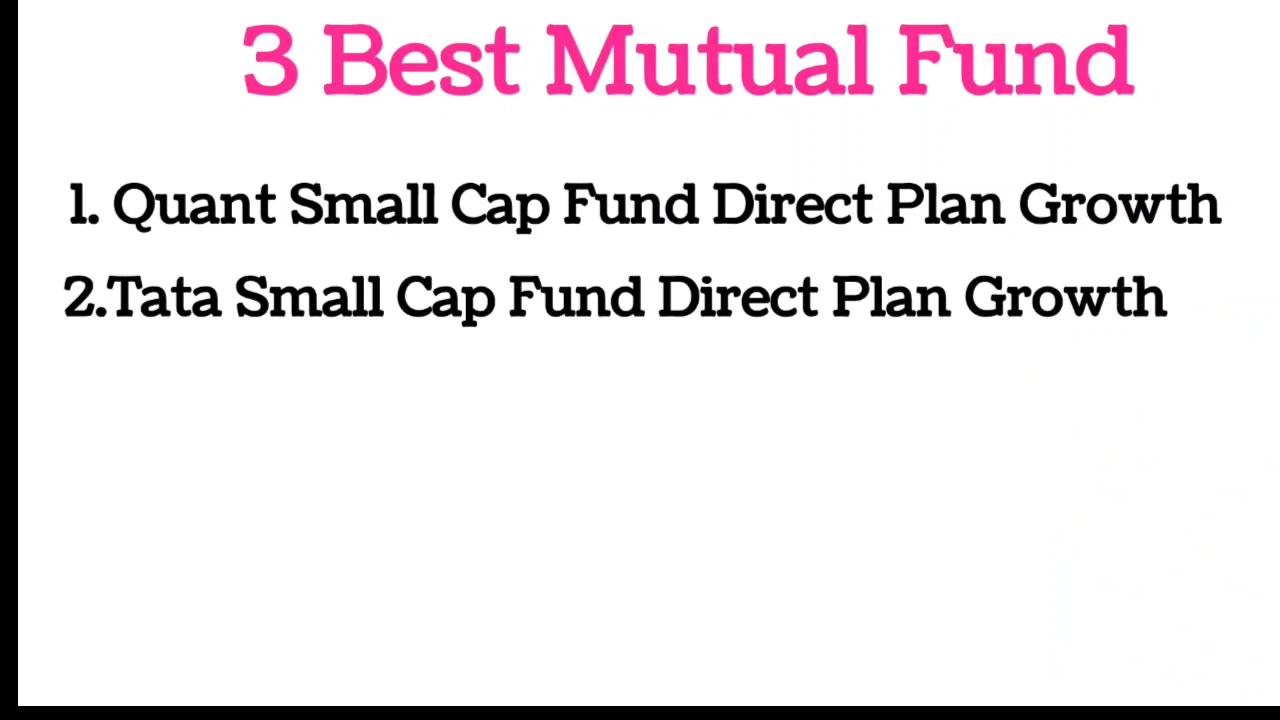 3 Best Mutual Fund
1. Quant Small Cap Fund Direct Plan Growth
2.Tata Small Cap Fund Direct Plan Growth